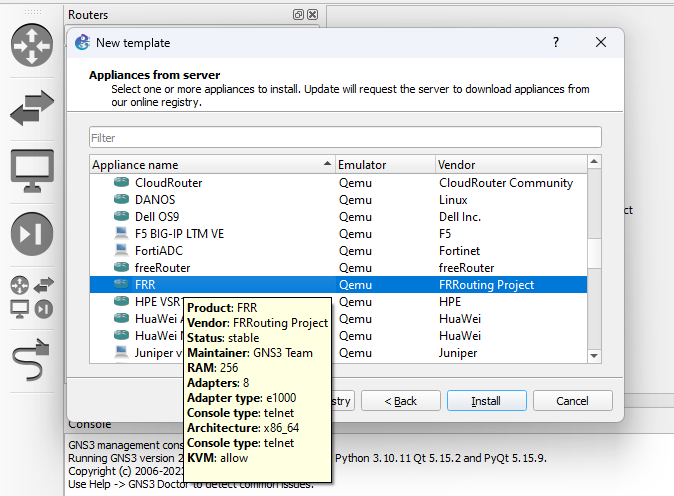 Routers
New template
?
Appliances from server
Select one or more appliances to install. Update will request the server to download appliances from
our online registry.
Filter
Appliance name Emulator Vendor
CloudRouter Qemu CloudRouter Community
DANOS Qemu Linux
Dell OS9 Qemu Dell Inc.
F5 BIG-IP LTM VE Qemu F5
FortiADC Qemu Fortinet
freeRouter Qemu freeRouter
FRR Qemu FRRouting Project
HPE VSR Qemu HPE
HuaWei Qemu HuaWei
HuaWei Qemu HuaWei
Juniper Qemu Juniper
Product: FRR
Vendor: FRRouting Project
Status: stable
Maintainer: GNS3 Team
RAM: 256
Adapters: 8
Adapter type: e1000
Console type: telnet
Architecture: x86_64
Console type: telnet
KVM: allow
< Back Install Cancel
Console
GNS3 management
Running GNS3 version 2 Python 3.10.11 Qt 5.15.2 and PyQt 5.15.9.
Copyright (c) 2006-202
Use Help -> GNS3 Doctor to detect common issues.